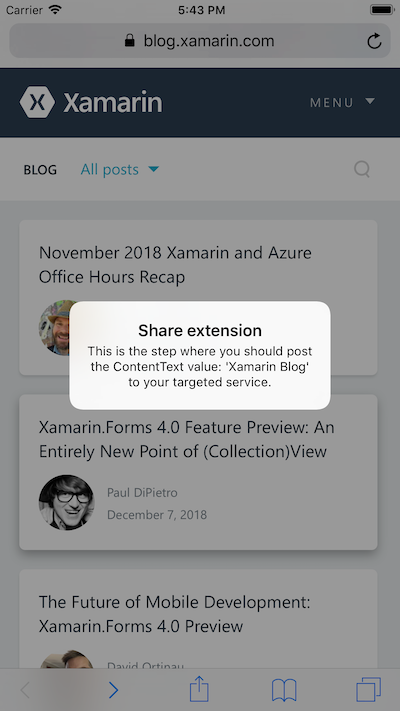 Carrier 5:43 PM
blog.xamarin.com
Xamarin MENU
BLOG All posts
November 2018 Xamarin and Azure
Office Hours Recap
Share extension
This is the step where you should post
the ContentText value: 'Xamarin Blog'
to your targeted service.
Xamarin.Forms 4.0 Feature Preview: An
Entirely New Point of (Collection)View
Paul DiPietro
December 7, 2018
The Future of Mobile Development:
Xamarin.Forms 4.0 Preview
David Ortinau